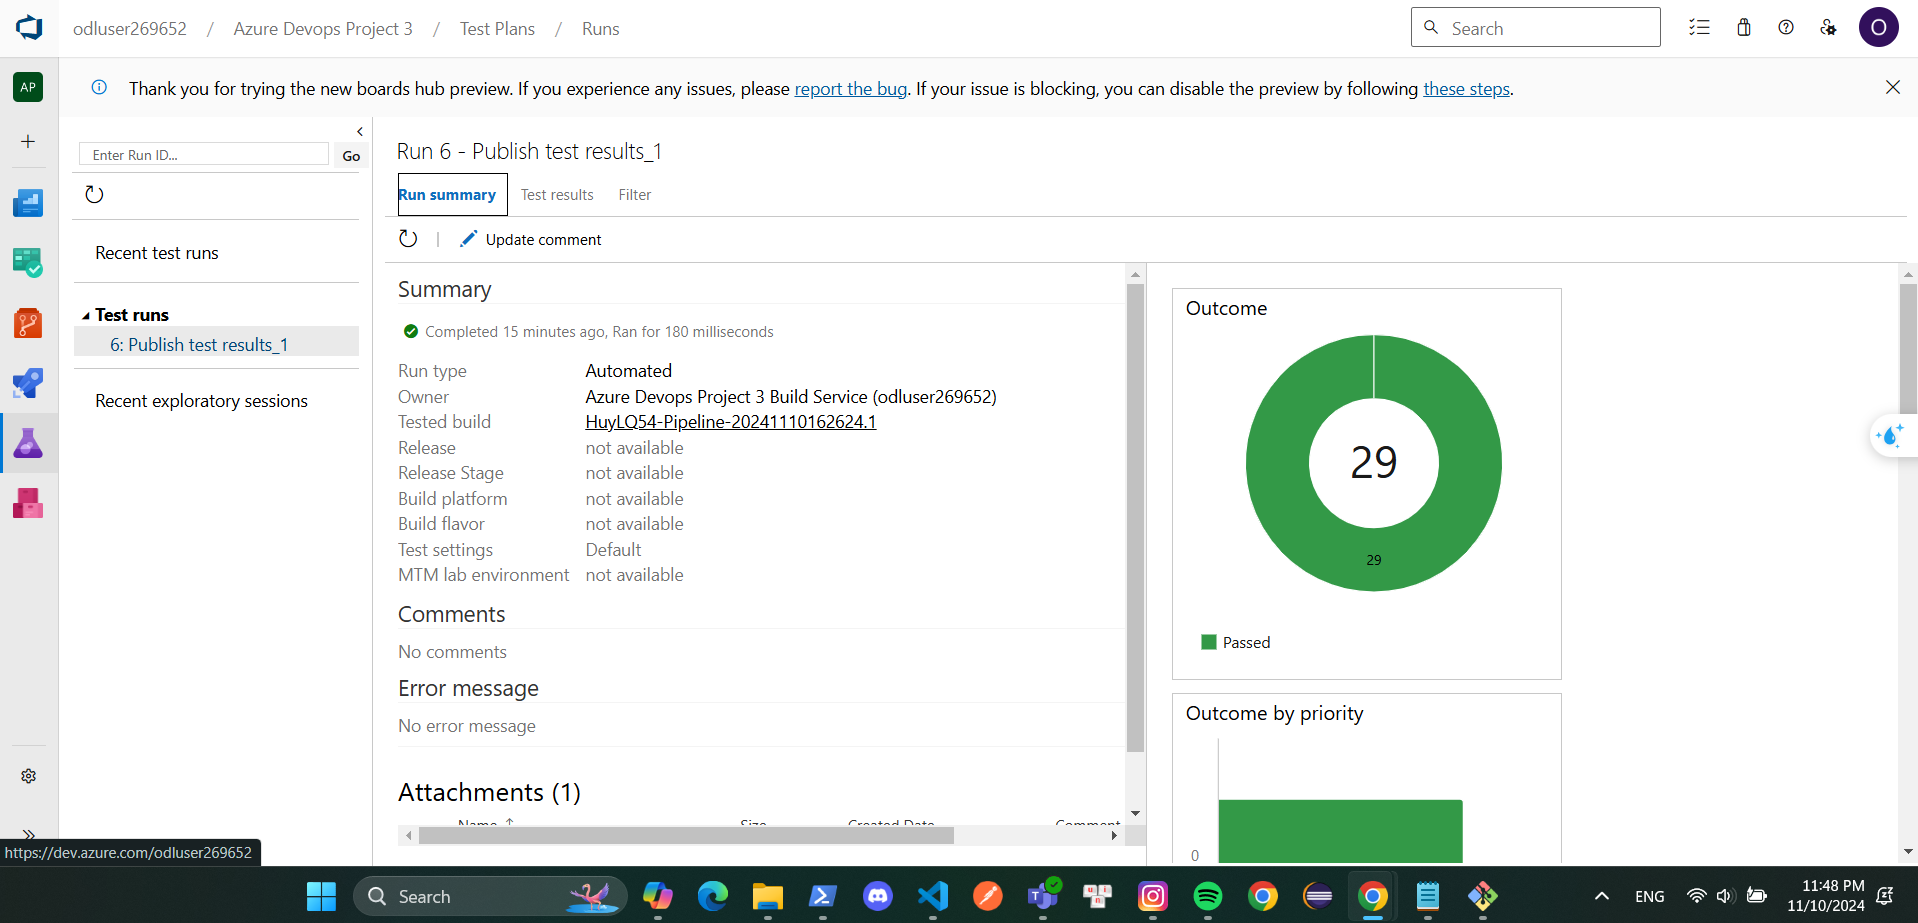 odluser269652 / Azure Devops Project 3 / Test Plans / Runs
Search
O
AP
Thank you for trying the new boards hub preview. If you experience any issues, please report the bug. If your issue is blocking, you can disable the preview by following these steps.
Enter Run ID...
Go
Recent test runs
Test runs
6: Publish test results_1
Recent exploratory sessions
Run 6 - Publish test results_1
Run summary
Test results
Filter
Update comment
Summary
Completed 15 minutes ago, Ran for 180 milliseconds
Run type Automated
Owner Azure Devops Project 3 Build Service (odluser269652)
Tested build HuyLQ54-Pipeline-20241110162624.1
Release not available
Release Stage not available
Build platform not available
Build flavor not available
Test settings Default
MTM lab environment not available
Comments
No comments
Error message
No error message
Attachments (1)
Name Size Created Date Comment
Outcome
29
29
Passed
Outcome by priority
0
https://dev.azure.com/odluser269652
Search
ENG
11:48 PM
11/10/2024